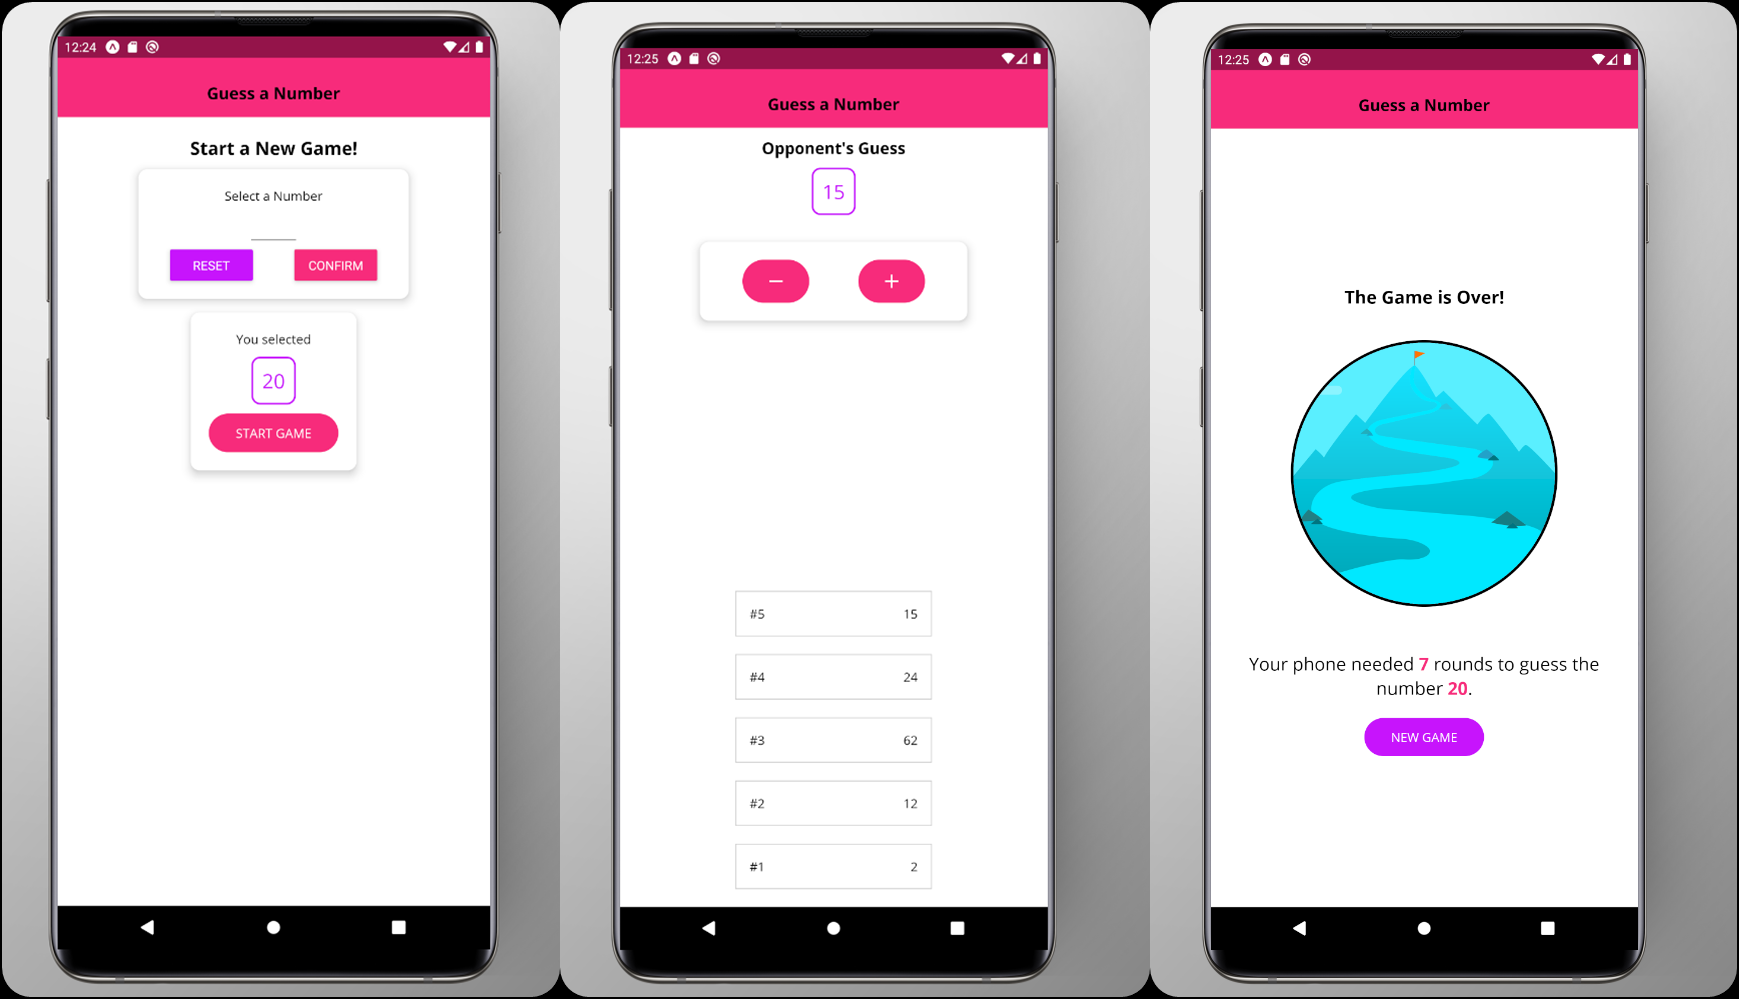 12:24
Guess a Number
Start a New Game!
Select a Number
RESET CONFIRM
You selected
20
START GAME
12:25
Guess a Number
Opponent's Guess
15
− +
#5 15
#4 24
#3 62
#2 12
#1 2
12:25
Guess a Number
The Game is Over!
Your phone needed 7 rounds to guess the
number 20.
NEW GAME